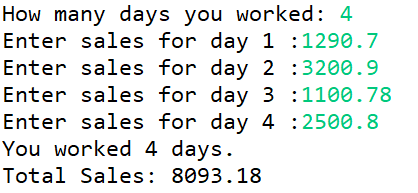 How many days you worked: 4
Enter sales for day 1 :1290.7
Enter sales for day 2 :3200.9
Enter sales for day 3 :1100.78
Enter sales for day 4 :2500.8
You worked 4 days.
Total Sales: 8093.18